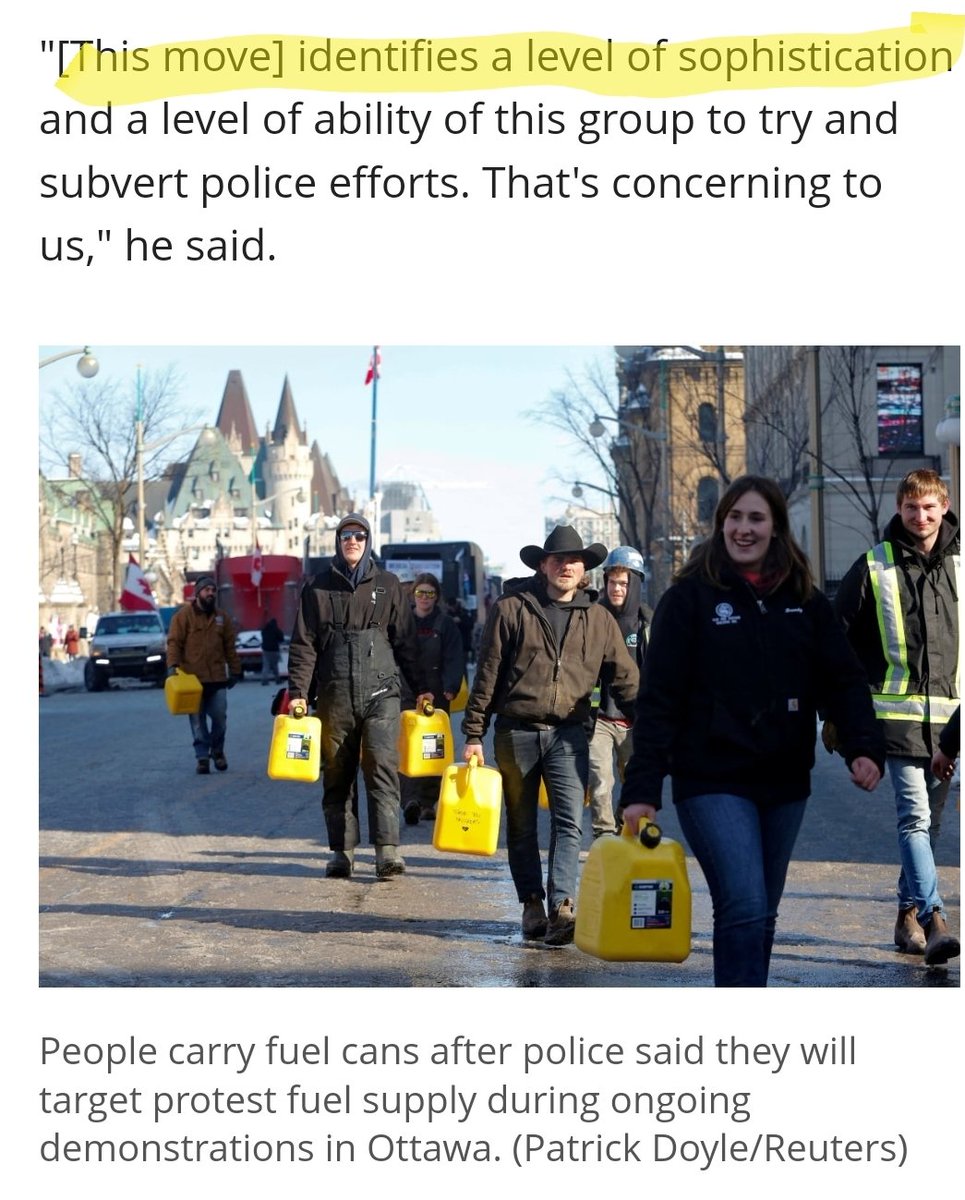 "[This move] identifies a level of sophistication
and a level of ability of this group to try and
subvert police efforts. That's concerning to
us," he said.
People carry fuel cans after police said they will
target protest fuel supply during ongoing
demonstrations in Ottawa. (Patrick Doyle/Reuters)